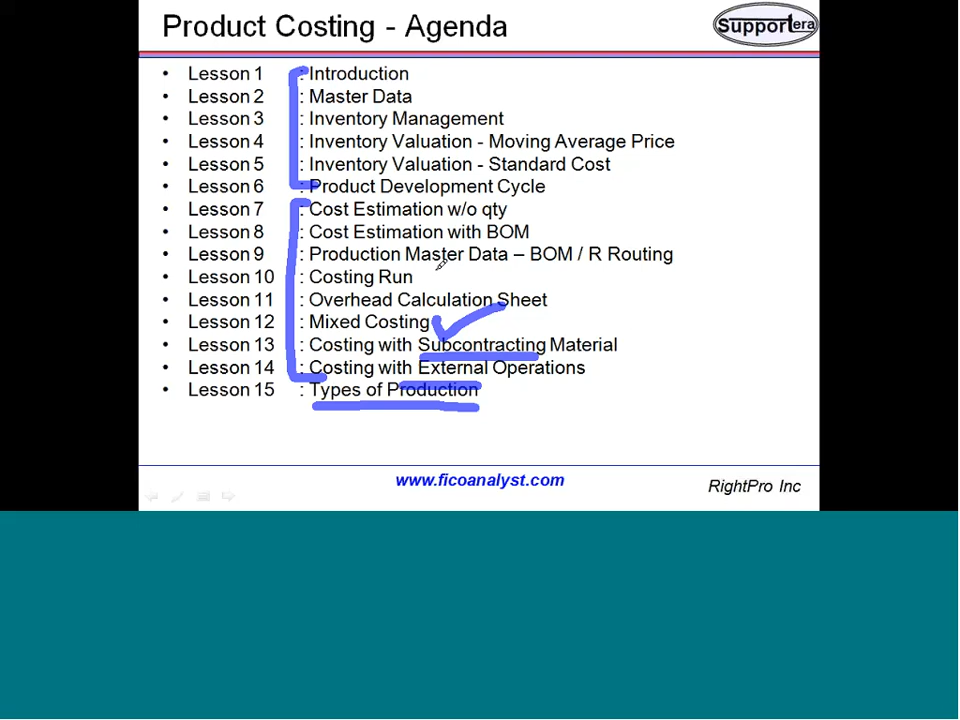 Product Costing - Agenda
Supportera
• Lesson 1 : Introduction
• Lesson 2 : Master Data
• Lesson 3 : Inventory Management
• Lesson 4 : Inventory Valuation - Moving Average Price
• Lesson 5 : Inventory Valuation - Standard Cost
• Lesson 6 : Product Development Cycle
• Lesson 7 : Cost Estimation w/o qty
• Lesson 8 : Cost Estimation with BOM
• Lesson 9 : Production Master Data – BOM / R Routing
• Lesson 10 : Costing Run
• Lesson 11 : Overhead Calculation Sheet
• Lesson 12 : Mixed Costing
• Lesson 13 : Costing with Subcontracting Material
• Lesson 14 : Costing with External Operations
• Lesson 15 : Types of Production
www.ficoanalyst.com
RightPro Inc